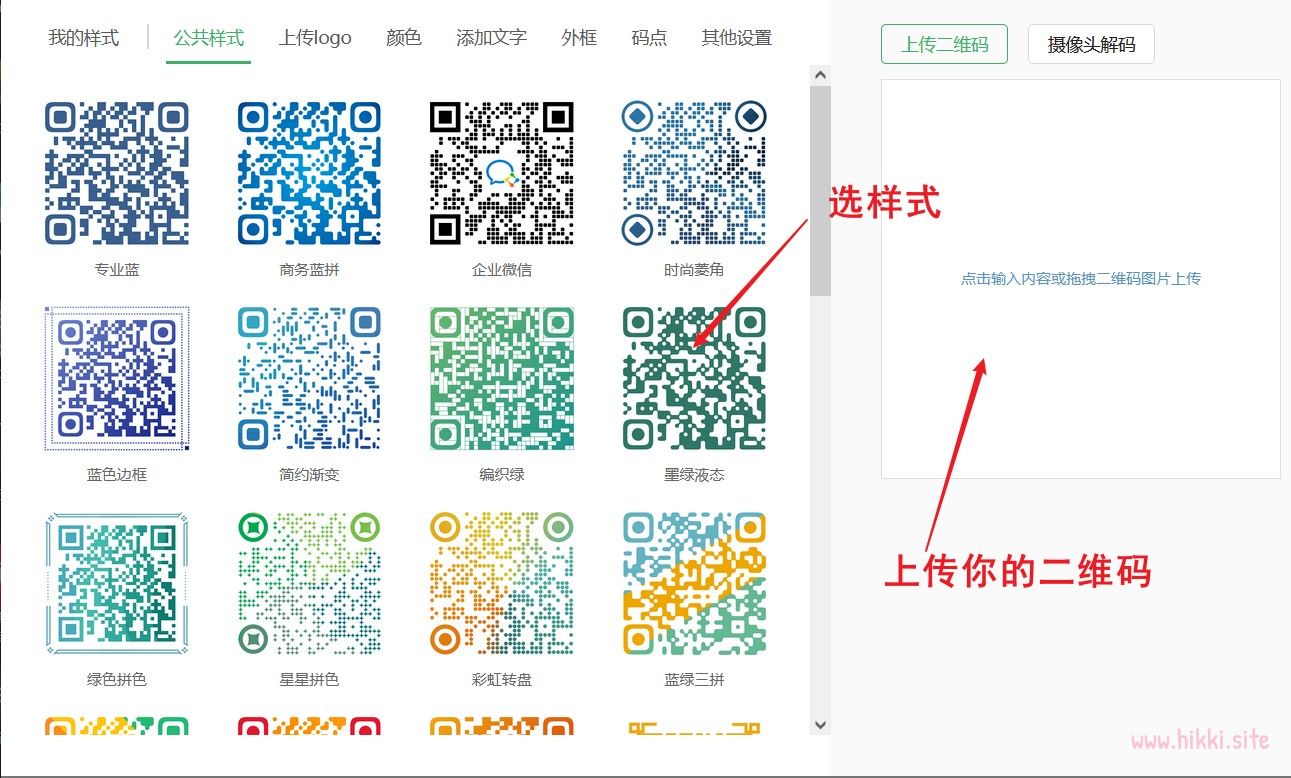 我的样式 公共样式 上传logo 颜色 添加文字 外框 码点 其他设置
上传二维码 摄像头解码
专业蓝 商务蓝拼 企业微信 时尚菱角
选样式
点击输入内容或拖拽二维码图片上传
蓝色边框 简约渐变 编织绿 墨绿液态
上传你的二维码
绿色拼色 星星拼色 彩虹转盘 蓝绿三拼
www.hikki.site